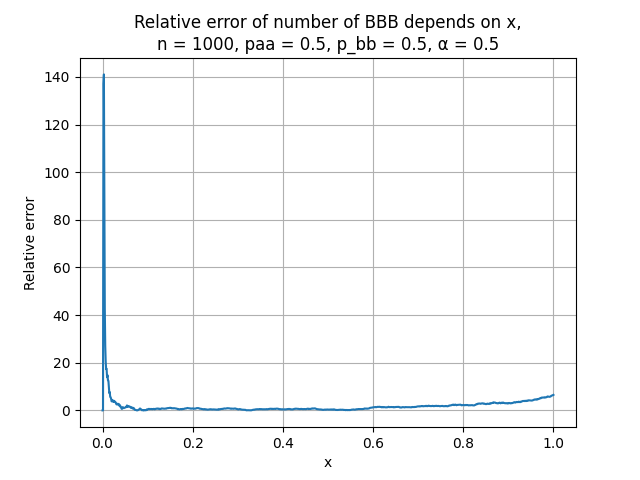 Relative error of number of BBB depends on x,
n = 1000, paa = 0.5, p_bb = 0.5, α = 0.5
140
120
100
80
60
40
20
0
Relative error
0.0 0.2 0.4 0.6 0.8 1.0
x